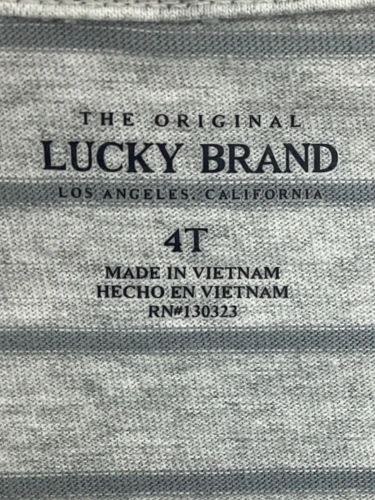 THE ORIGINAL
LUCKY BRAND
LOS ANGELES, CALIFORNIA
4T
MADE IN VIETNAM
HECHO EN VIETNAM
RN#130323